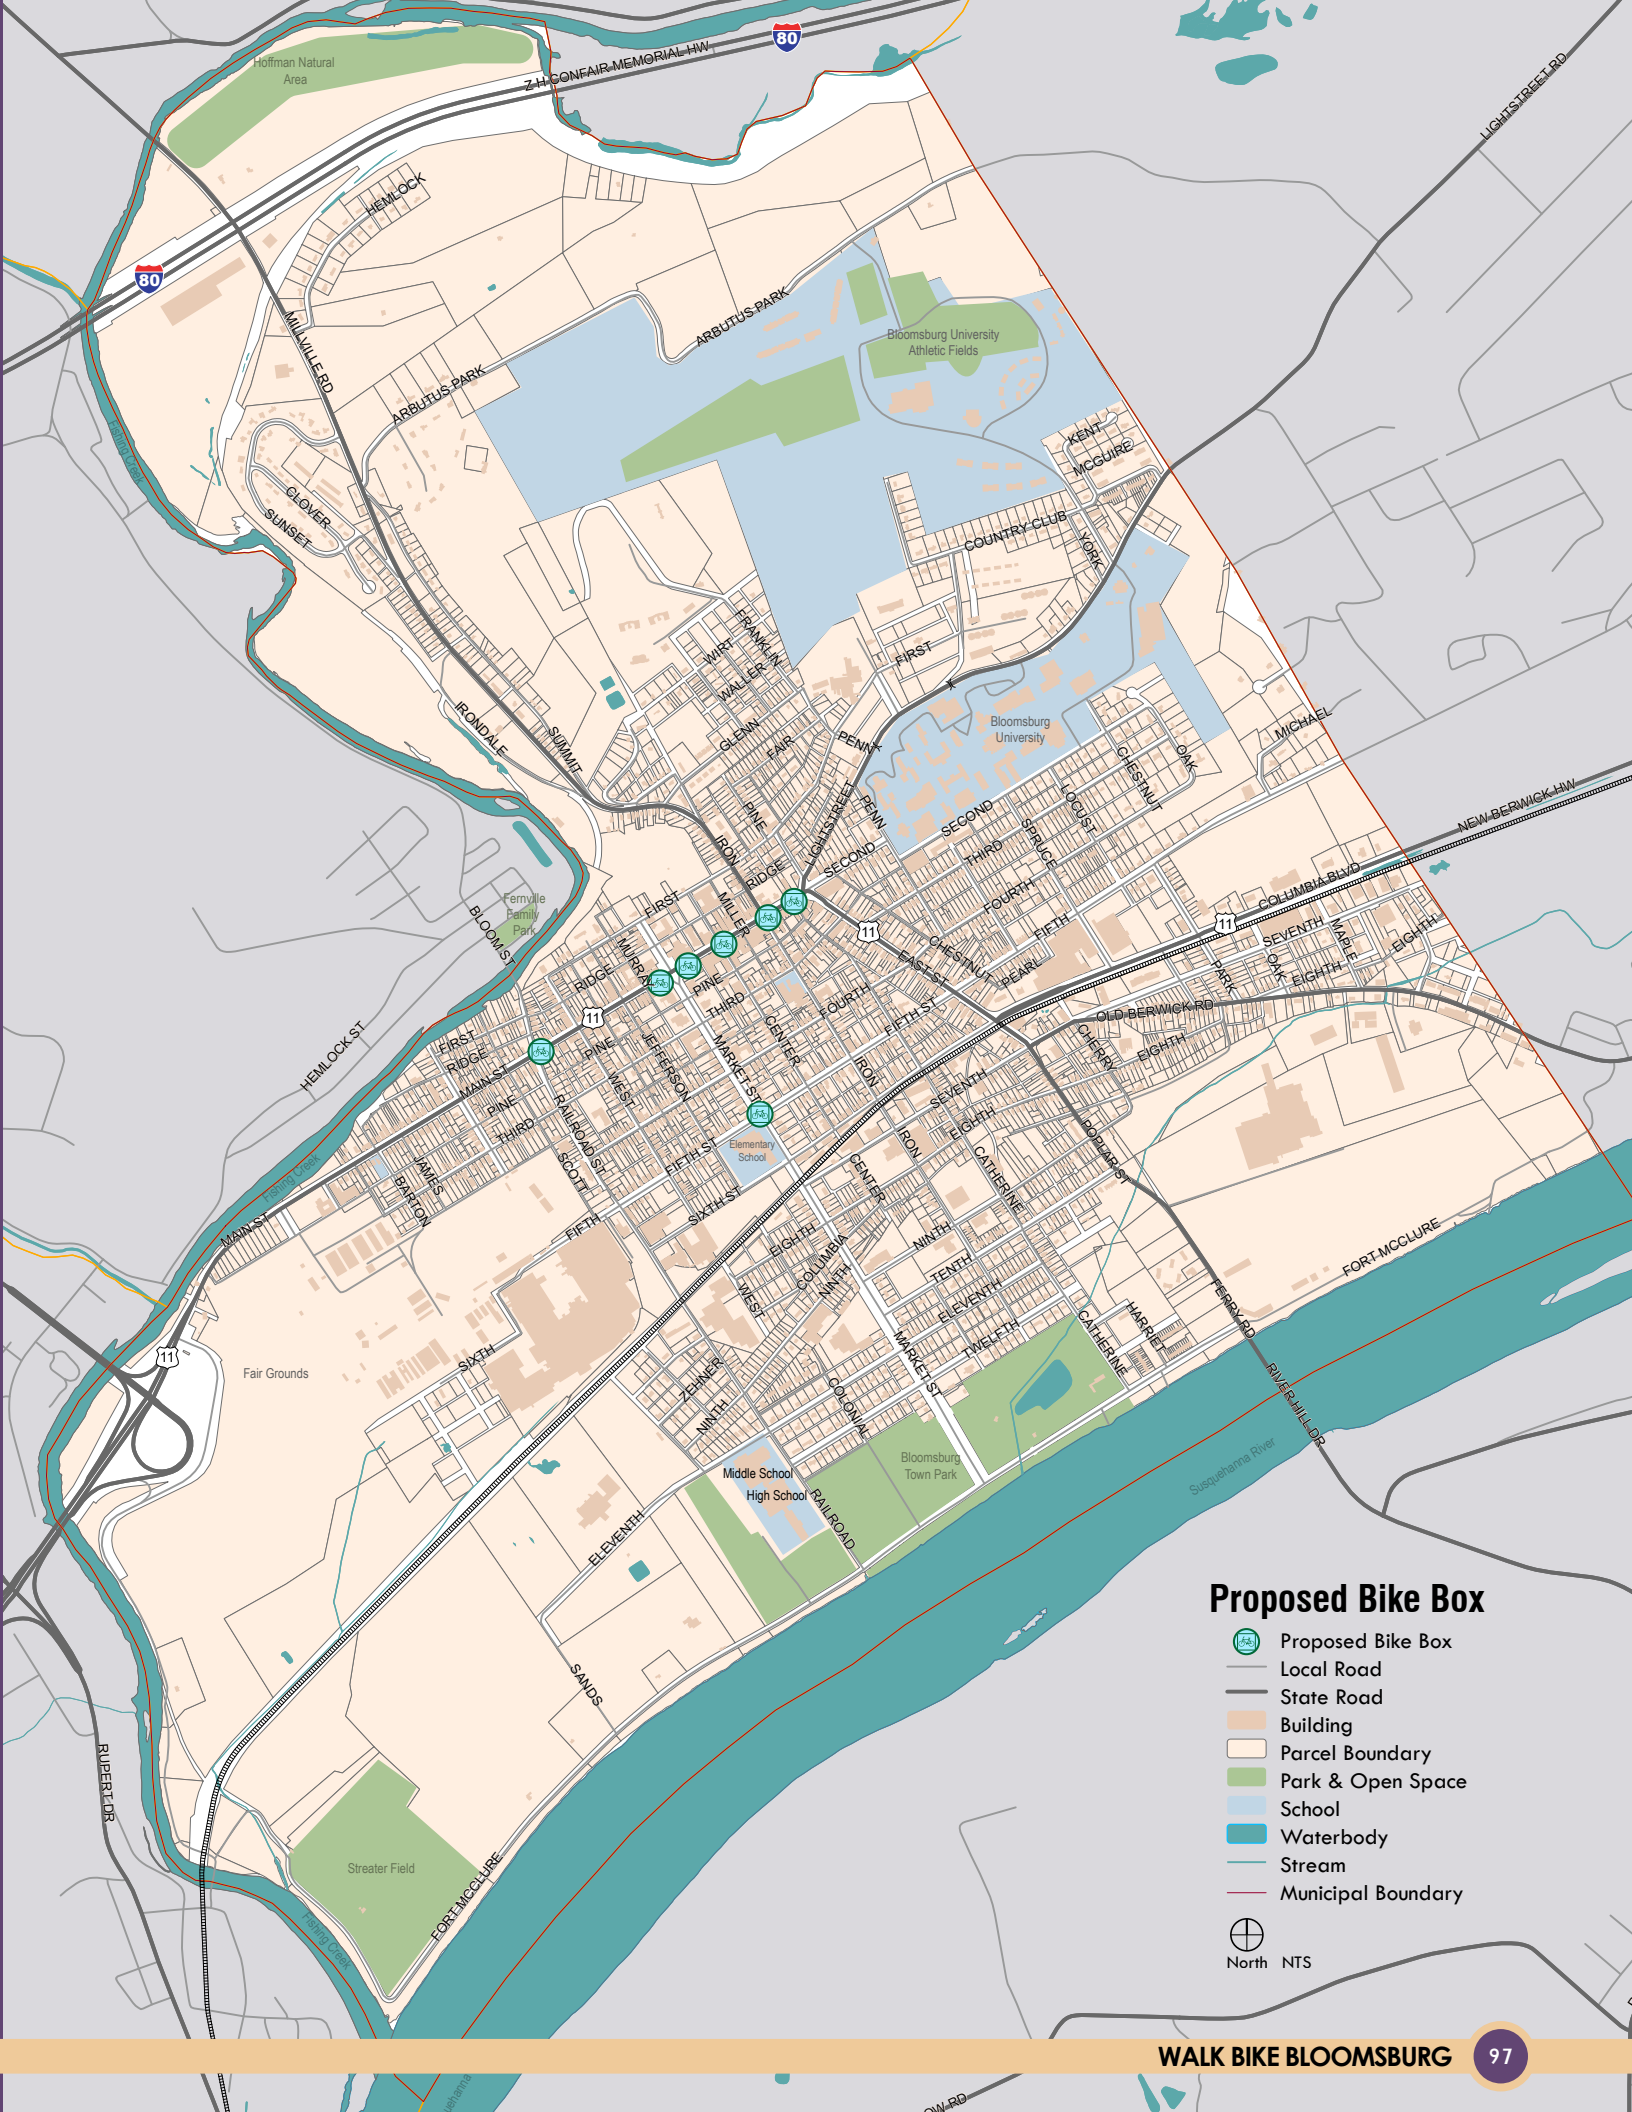 Hoffman Natural
Area
Z H CONFAIR MEMORIAL HW
80
LIGHTSTREET RD
HEMLOCK
80
MILLVILLE RD
ARBUTUS PARK
ARBUTUS PARK
Bloomsburg University
Athletic Fields
Fishing Creek
KENT
MCGUIRE
CLOVER
SUNSET
COUNTRY CLUB
YORK
FRANKLIN
WIRT
WALLER
FIRST
IRONDALE
SUMMIT
GLENN
FAIR
PENN
Bloomsburg
University
MICHAEL
OAK
CHESTNUT
LOCUST
PINE
LIGHTSTREET
PENN
SECOND
SPRUCE
NEW BERWICK HW
IRON
RIDGE
SECOND
THIRD
FOURTH
COLUMBIA BLVD
Fernville
Family
Park
BLOOM ST
FIRST
MILLER
11
FIFTH
11
SEVENTH
MAPLE
EIGHTH
MURRAY
RIDGE
PINE
EAST ST
CHESTNUT
PEARL
PARK
OAK
EIGHTH
11
THIRD
FOURTH
FIFTH ST
OLD BERWICK RD
HEMLOCK ST
FIRST
RIDGE
MAIN ST
PINE
JEFFERSON
MARKET ST
CENTER
IRON
CHERRY
EIGHTH
PINE
THIRD
WEST
RAILROAD ST
SEVENTH
EIGHTH
Elementary
School
FIFTH ST
IRON
POPLAR ST
JAMES
BARTON
SCOTT
SIXTH ST
CENTER
CATHERINE
Fishing Creek
MAIN ST
FIFTH
EIGHTH
COLUMBIA
NINTH
NINTH
TENTH
FORT MCCLURE
WEST
ELEVENTH
TWELFTH
FERRY RD
HARRIET
CATHERINE
11
Fair Grounds
SIXTH
ZEHNER
MARKET ST
COLONIAL
NINTH
RIVER HILL DR
Bloomsburg
Town Park
Susquehanna River
Middle School
High School
RAILROAD
ELEVENTH
SANDS
RUPERT DR
Streater Field
FORT MCCLURE
Fishing Creek
Proposed Bike Box
Proposed Bike Box
Local Road
State Road
Building
Parcel Boundary
Park & Open Space
School
Waterbody
Stream
Municipal Boundary
North NTS
WALK BIKE BLOOMSBURG 97